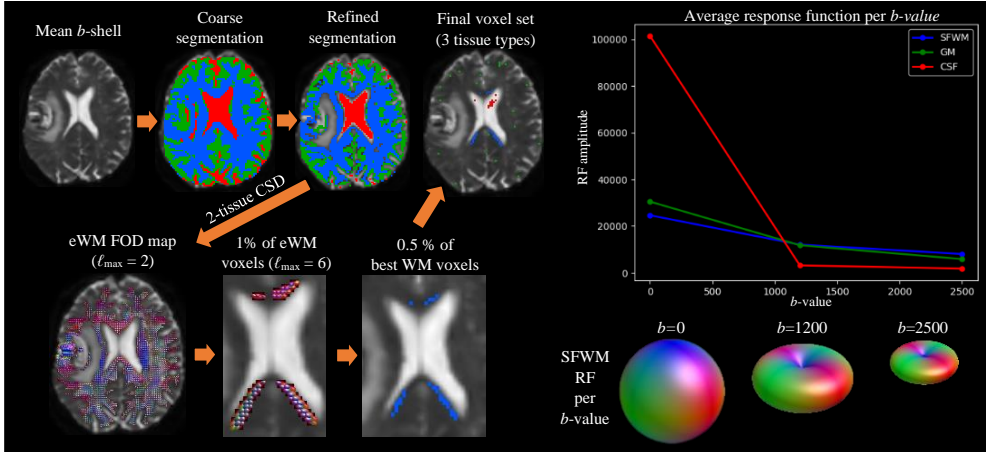 Mean b-shell
Coarse
segmentation
Refined
segmentation
Final voxel set
(3 tissue types)
2-tissue CSD
eWM FOD map
(ℓmax = 2)
1% of eWM
voxels (ℓmax = 6)
0.5 % of
best WM voxels
Average response function per b-value
SFWM
GM
CSF
RF amplitude
100000
80000
60000
40000
20000
0
0 500 1000 1500 2000 2500
b-value
b=0 b=1200 b=2500
SFWM
RF
per
b-value